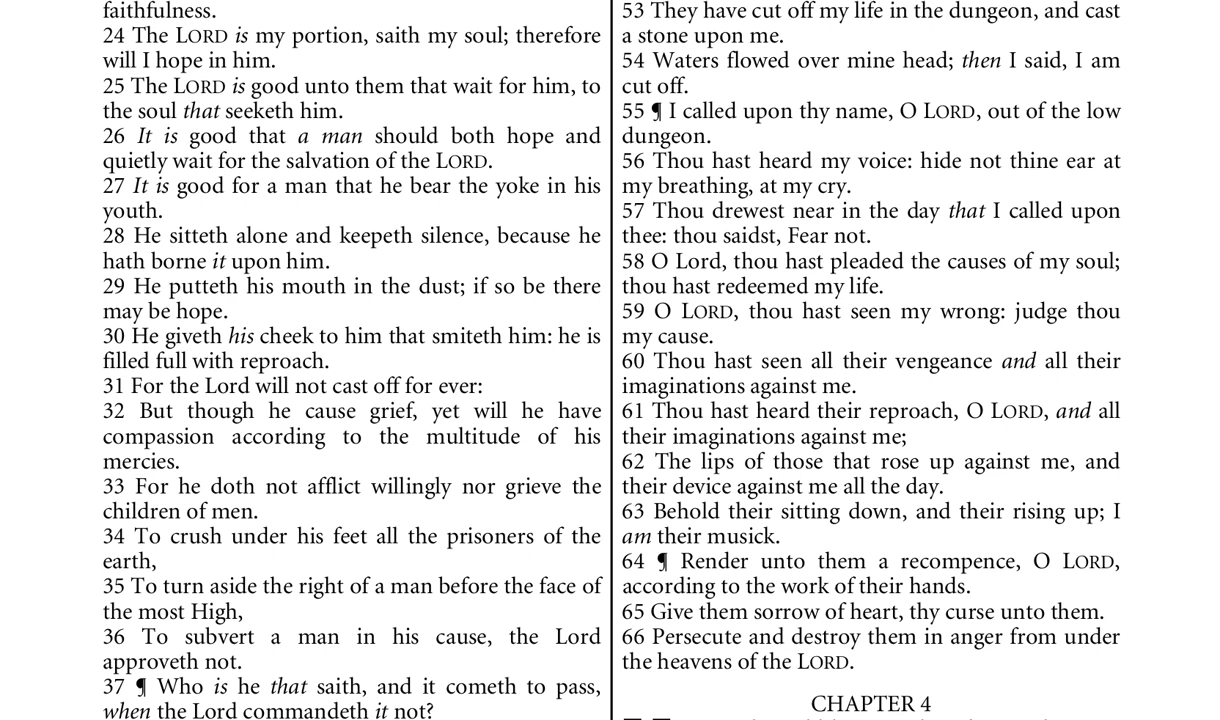 faithfulness.
24 The LORD is my portion, saith my soul; therefore
will I hope in him.
25 The LORD is good unto them that wait for him, to
the soul that seeketh him.
26 It is good that a man should both hope and
quietly wait for the salvation of the LORD.
27 It is good for a man that he bear the yoke in his
youth.
28 He sitteth alone and keepeth silence, because he
hath borne it upon him.
29 He putteth his mouth in the dust; if so be there
may be hope.
30 He giveth his cheek to him that smiteth him: he is
filled full with reproach.
31 For the Lord will not cast off for ever:
32 But though he cause grief, yet will he have
compassion according to the multitude of his
mercies.
33 For he doth not afflict willingly nor grieve the
children of men.
34 To crush under his feet all the prisoners of the
earth,
35 To turn aside the right of a man before the face of
the most High,
36 To subvert a man in his cause, the Lord
approveth not.
37 ¶ Who is he that saith, and it cometh to pass,
when the Lord commandeth it not?
53 They have cut off my life in the dungeon, and cast
a stone upon me.
54 Waters flowed over mine head; then I said, I am
cut off.
55 ¶ I called upon thy name, O LORD, out of the low
dungeon.
56 Thou hast heard my voice: hide not thine ear at
my breathing, at my cry.
57 Thou drewest near in the day that I called upon
thee: thou saidst, Fear not.
58 O Lord, thou hast pleaded the causes of my soul;
thou hast redeemed my life.
59 O LORD, thou hast seen my wrong: judge thou
my cause.
60 Thou hast seen all their vengeance and all their
imaginations against me.
61 Thou hast heard their reproach, O LORD, and all
their imaginations against me;
62 The lips of those that rose up against me, and
their device against me all the day.
63 Behold their sitting down, and their rising up; I
am their musick.
64 ¶ Render unto them a recompence, O LORD,
according to the work of their hands.
65 Give them sorrow of heart, thy curse unto them.
66 Persecute and destroy them in anger from under
the heavens of the LORD.
CHAPTER 4